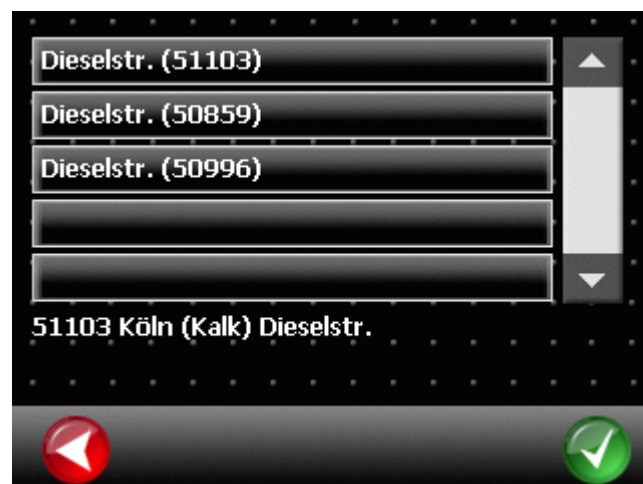 Dieselstr. (51103)
Dieselstr. (50859)
Dieselstr. (50996)
51103 Köln (Kalk) Dieselstr.